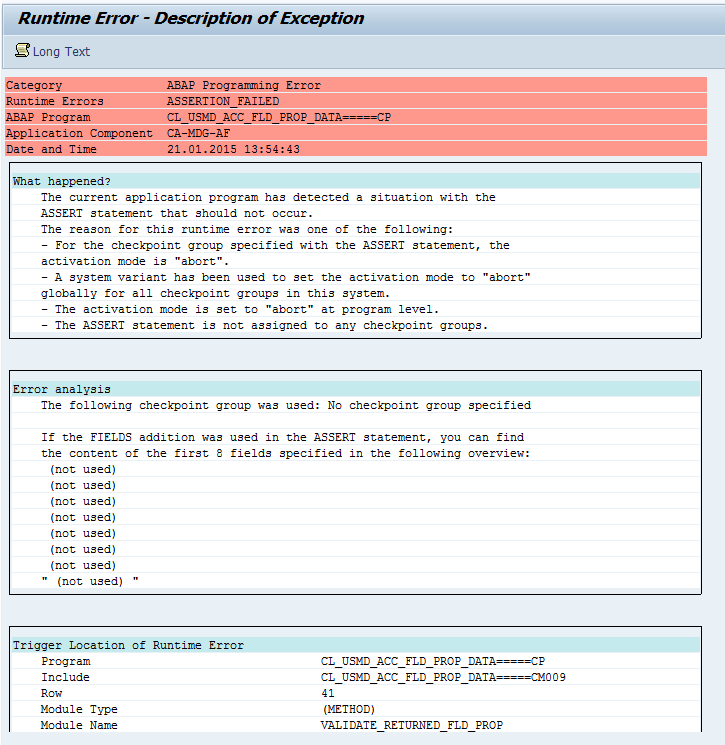 Runtime Error - Description of Exception
Long Text
Category ABAP Programming Error
Runtime Errors ASSERTION_FAILED
ABAP Program CL_USMD_ACC_FLD_PROP_DATA=====CP
Application Component CA-MDG-AF
Date and Time 21.01.2015 13:54:43
What happened?
The current application program has detected a situation with the
ASSERT statement that should not occur.
The reason for this runtime error was one of the following:
- For the checkpoint group specified with the ASSERT statement, the
activation mode is "abort".
- A system variant has been used to set the activation mode to "abort"
globally for all checkpoint groups in this system.
- The activation mode is set to "abort" at program level.
- The ASSERT statement is not assigned to any checkpoint groups.
Error analysis
The following checkpoint group was used: No checkpoint group specified
If the FIELDS addition was used in the ASSERT statement, you can find
the content of the first 8 fields specified in the following overview:
(not used)
(not used)
(not used)
(not used)
(not used)
(not used)
(not used)
" (not used) "
Trigger Location of Runtime Error
Program CL_USMD_ACC_FLD_PROP_DATA=====CP
Include CL_USMD_ACC_FLD_PROP_DATA=====CM009
Row 41
Module Type (METHOD)
Module Name VALIDATE_RETURNED_FLD_PROP